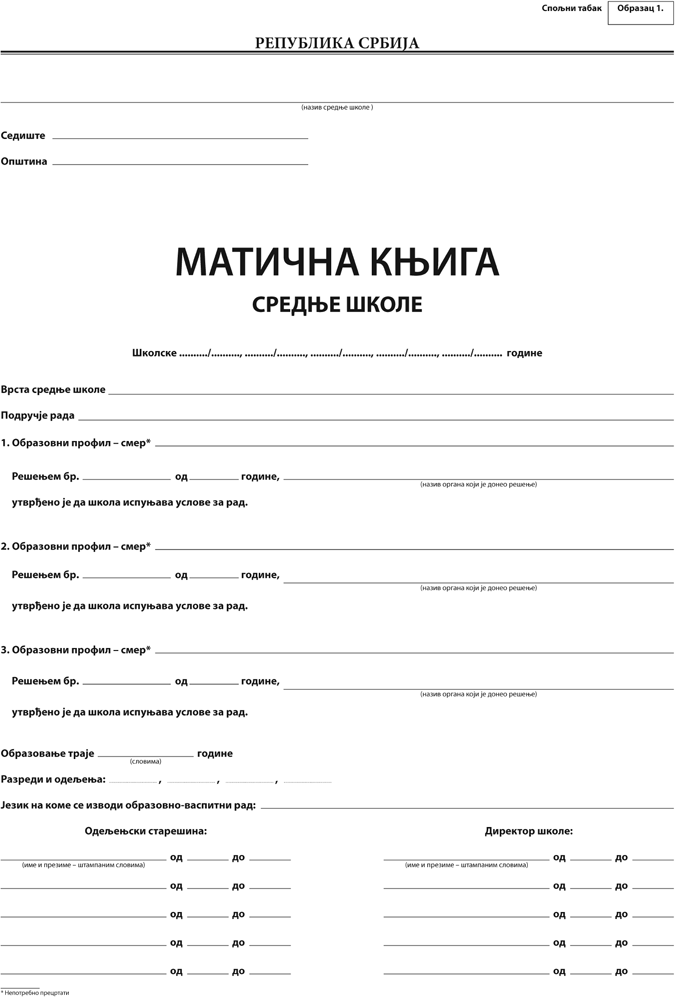 Спољни табак Образац 1.
РЕПУБЛИКА СРБИЈА
(назив средње школе )
Седиште
Општина
МАТИЧНА КЊИГА
СРЕДЊЕ ШКОЛЕ
Школске ........../.........., ........../.........., ........../.........., ........../.........., ........../.......... године
Врста средње школе
Подручје рада
1. Образовни профил – смер*
Решењем бр. од године,
(назив органа који је донео решење)
утврђено је да школа испуњава услове за рад.
2. Образовни профил – смер*
Решењем бр. од године,
(назив органа који је донео решење)
утврђено је да школа испуњава услове за рад.
3. Образовни профил – смер*
Решењем бр. од године,
(назив органа који је донео решење)
утврђено је да школа испуњава услове за рад.
Образовање траје године
(словима)
Разреди и одељења: , , ,
Језик на коме се изводи образовно-васпитни рад:
Одељењски старешина: Директор школе:
од до од до
(име и презиме – штампаним словима) (име и презиме – штампаним словима)
од до од до
од до од до
од до од до
од до од до
* Непотребно прецртати